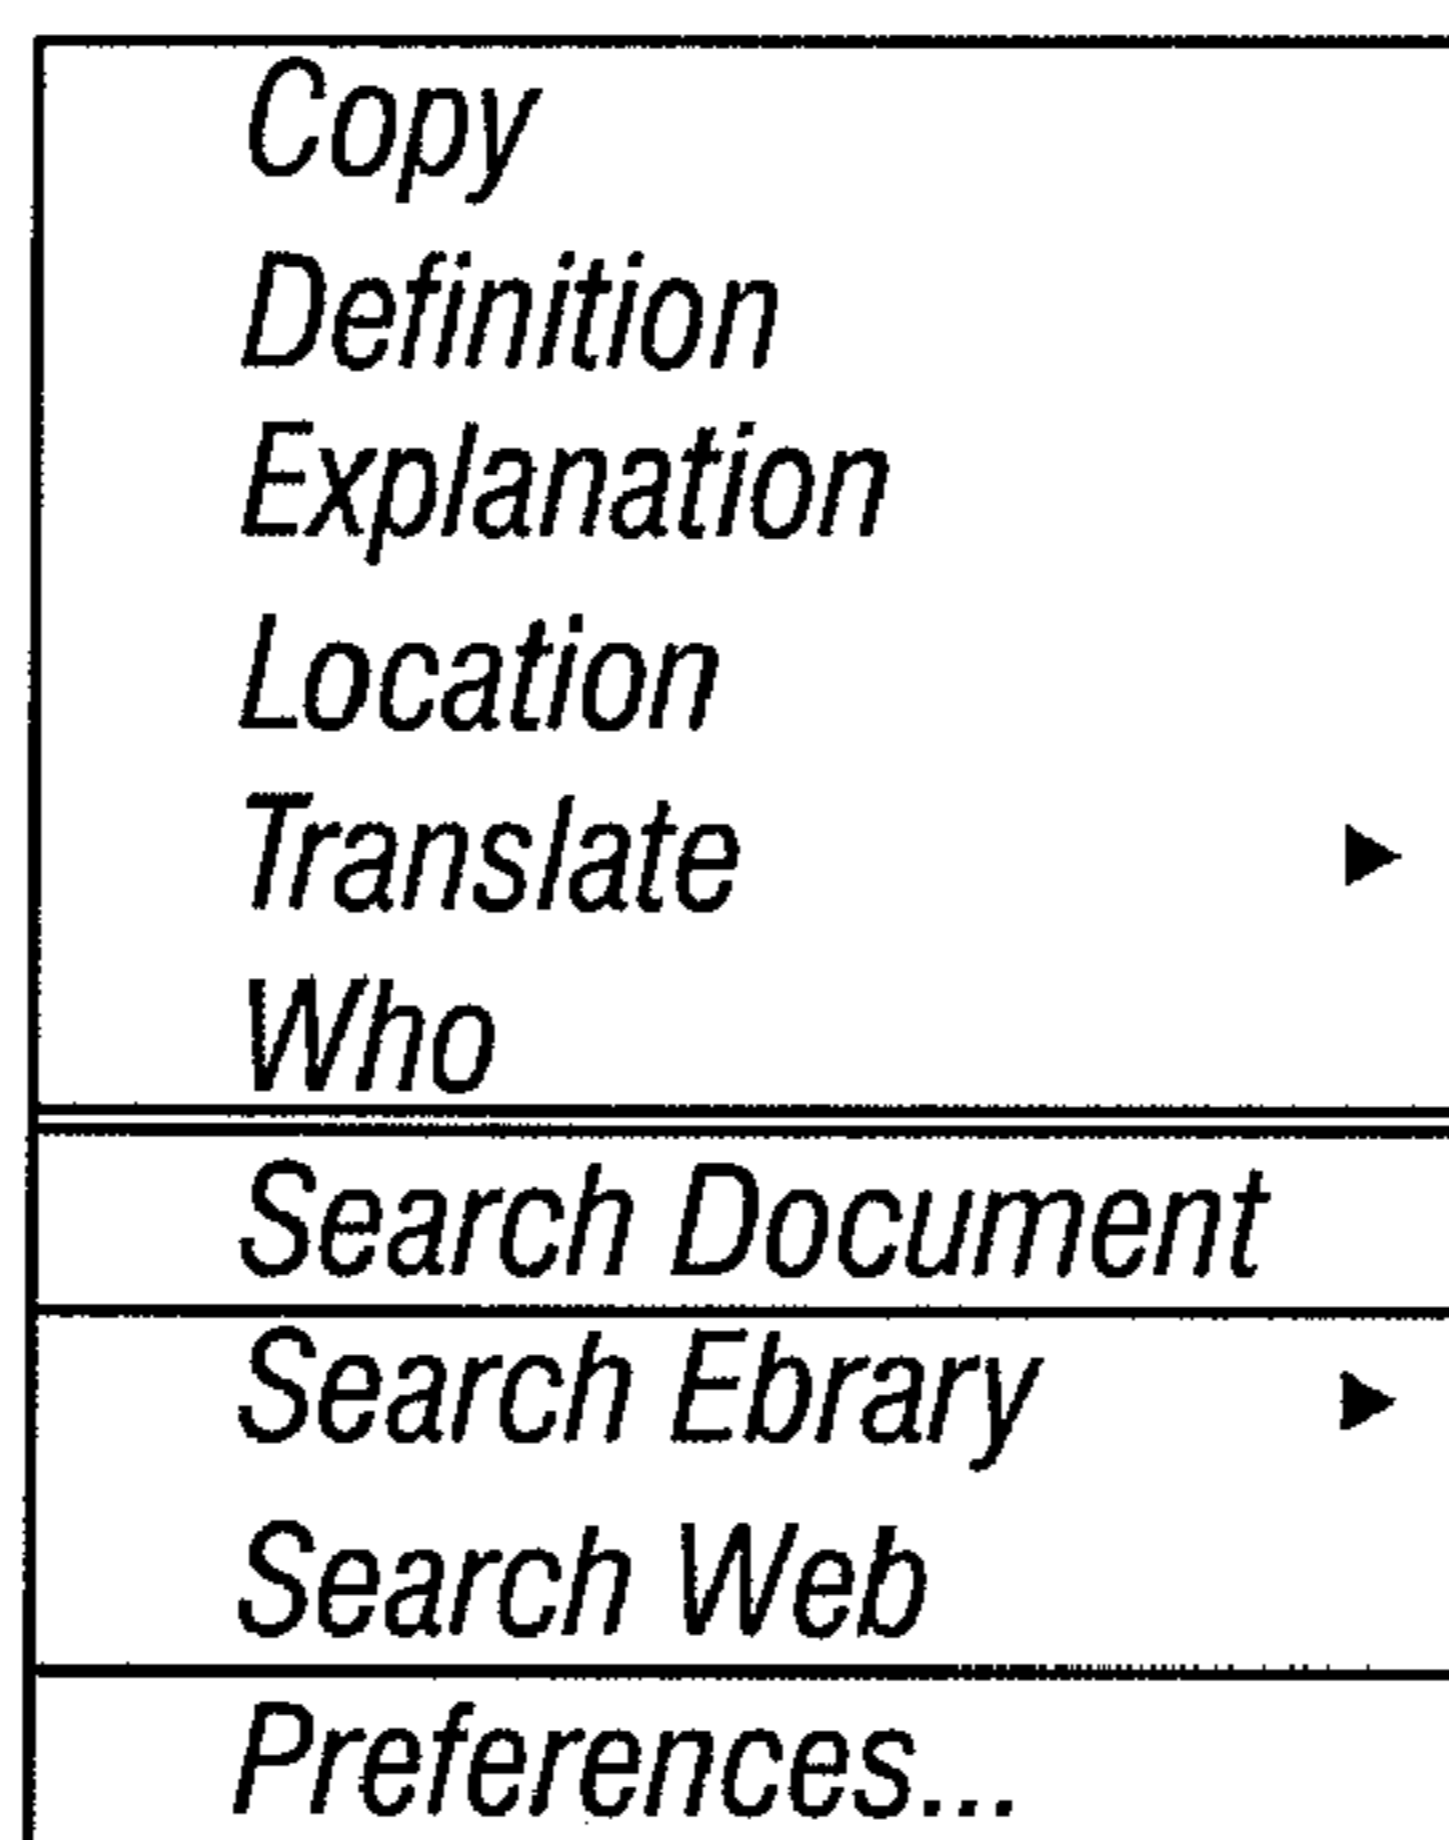 Copy
Definition
Explanation
Location
Translate
Who
Search Document
Search Ebrary
Search Web
Preferences...